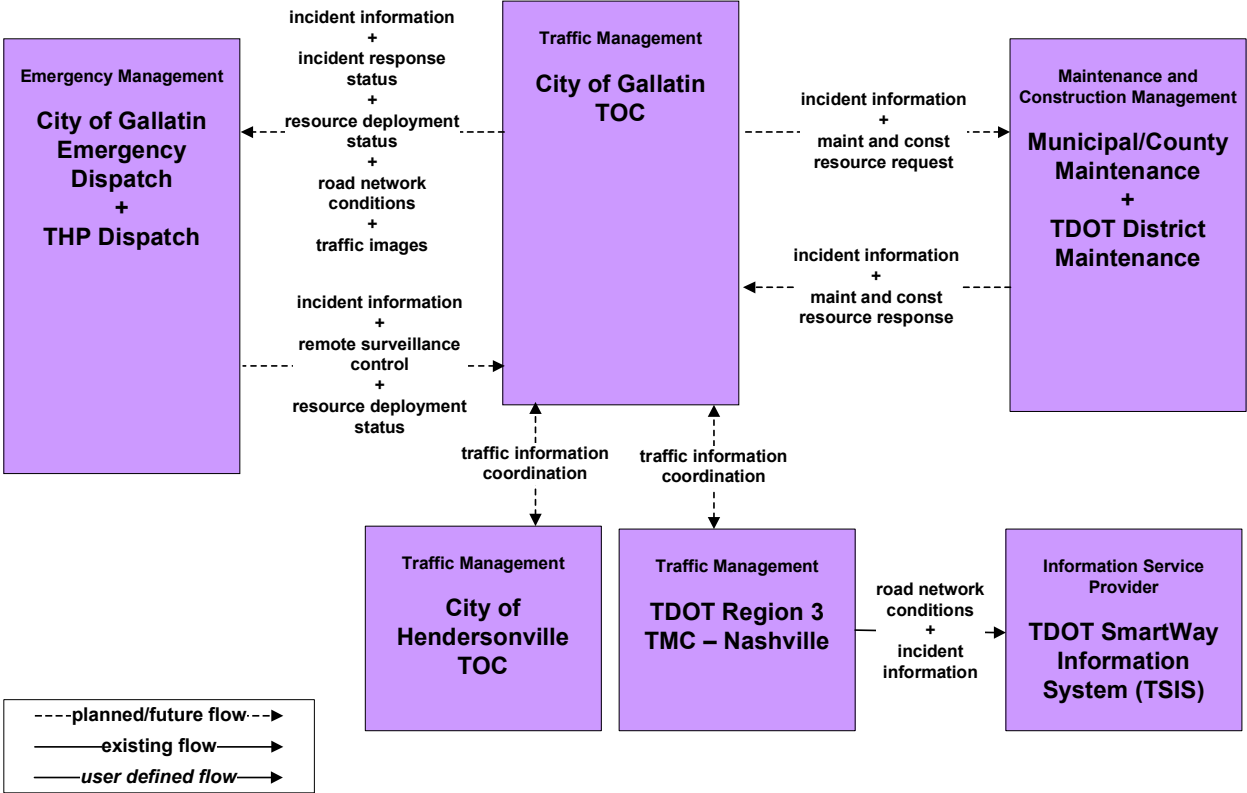 Emergency Management
City of Gallatin
Emergency
Dispatch
+
THP Dispatch
incident information
+
incident response
status
+
resource deployment
status
+
road network
conditions
+
traffic images
incident information
+
remote surveillance
control
+
resource deployment
status
Traffic Management
City of Gallatin
TOC
incident information
+
maint and const
resource request
incident information
+
maint and const
resource response
Maintenance and
Construction Management
Municipal/County
Maintenance
+
TDOT District
Maintenance
traffic information
coordination
traffic information
coordination
Traffic Management
City of
Hendersonville
TOC
Traffic Management
TDOT Region 3
TMC – Nashville
road network
conditions
+
incident
information
Information Service
Provider
TDOT SmartWay
Information
System (TSIS)
planned/future flow
existing flow
user defined flow